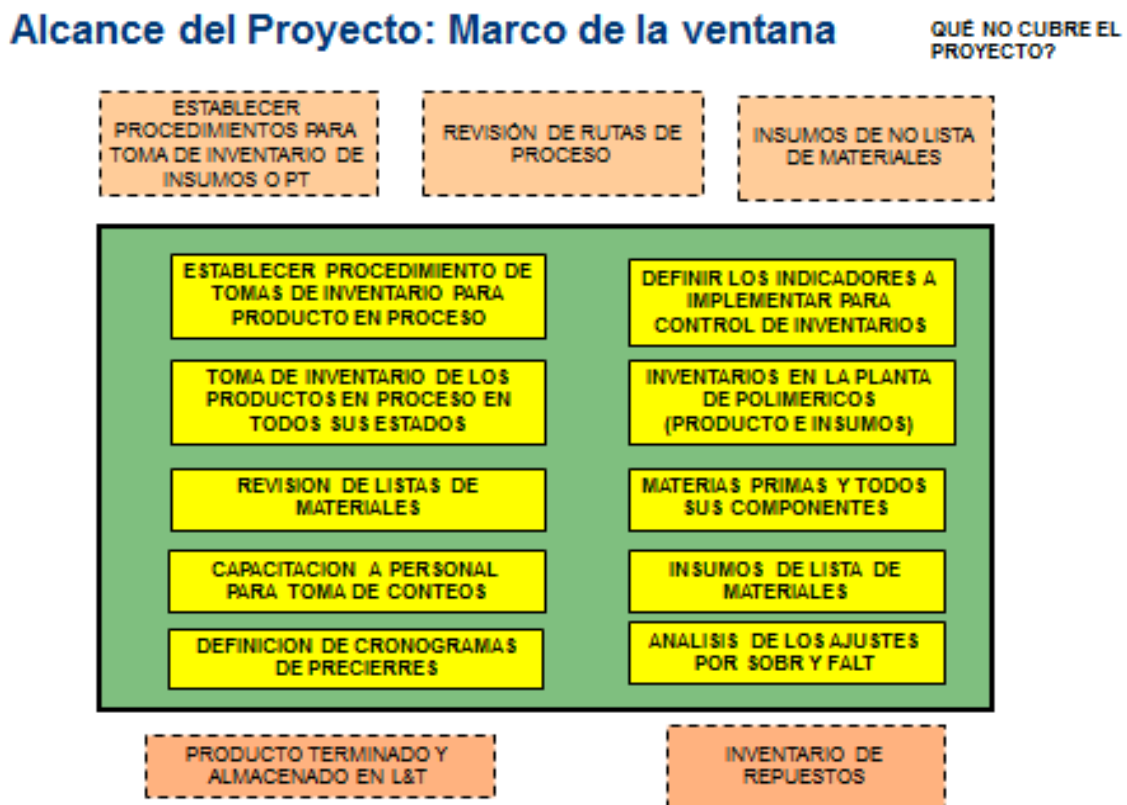 Alcance del Proyecto: Marco de la ventana
QUÉ NO CUBRE EL
PROYECTO?
ESTABLECER
PROCEDIMIENTOS PARA
TOMA DE INVENTARIO DE
INSUMOS O PT
REVISIÓN DE RUTAS DE
PROCESO
INSUMOS DE NO LISTA
DE MATERIALES
ESTABLECER PROCEDIMIENTO DE
TOMAS DE INVENTARIO PARA
PRODUCTO EN PROCESO
DEFINIR LOS INDICADORES A
IMPLEMENTAR PARA
CONTROL DE INVENTARIOS
TOMA DE INVENTARIO DE LOS
PRODUCTOS EN PROCESO EN
TODOS SUS ESTADOS
INVENTARIOS EN LA PLANTA
DE POLIMERICOS
(PRODUCTO E INSUMOS)
REVISION DE LISTAS DE
MATERIALES
MATERIAS PRIMAS Y TODOS
SUS COMPONENTES
CAPACITACION A PERSONAL
PARA TOMA DE CONTEOS
INSUMOS DE LISTA DE
MATERIALES
DEFINICION DE CRONOGRAMAS
DE PRECIERRES
ANALISIS DE LOS AJUSTES
POR SOBR Y FALT
PRODUCTO TERMINADO Y
ALMACENADO EN L&T
INVENTARIO DE
REPUESTOS